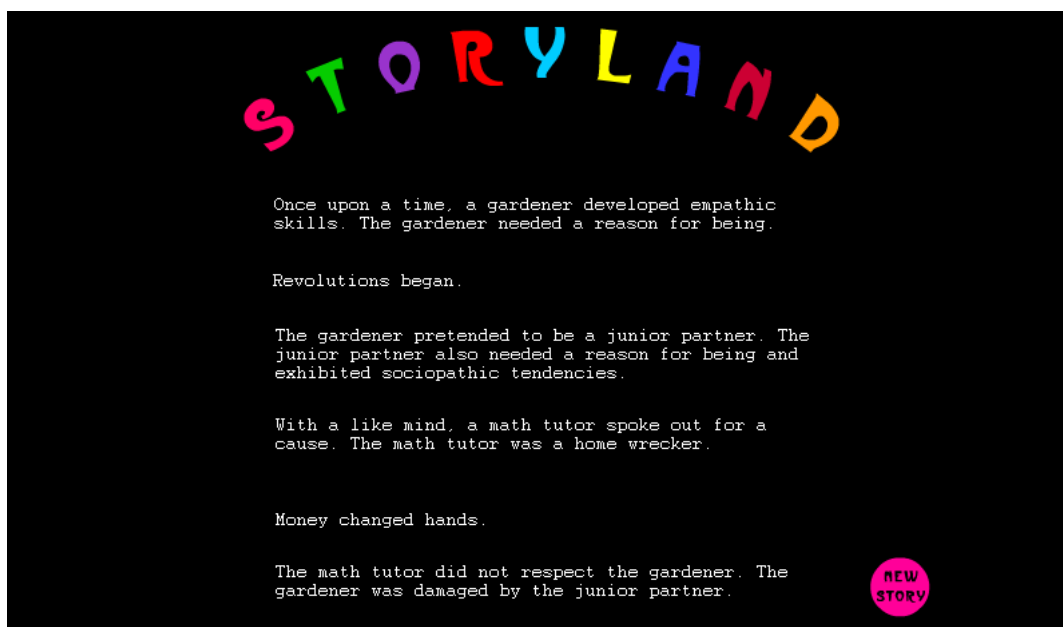 STORYLAND
Once upon a time, a gardener developed empathic
skills. The gardener needed a reason for being.
Revolutions began.
The gardener pretended to be a junior partner. The
junior partner also needed a reason for being and
exhibited sociopathic tendencies.
With a like mind, a math tutor spoke out for a
cause. The math tutor was a home wrecker.
Money changed hands.
The math tutor did not respect the gardener. The
gardener was damaged by the junior partner.
NEW
STORY